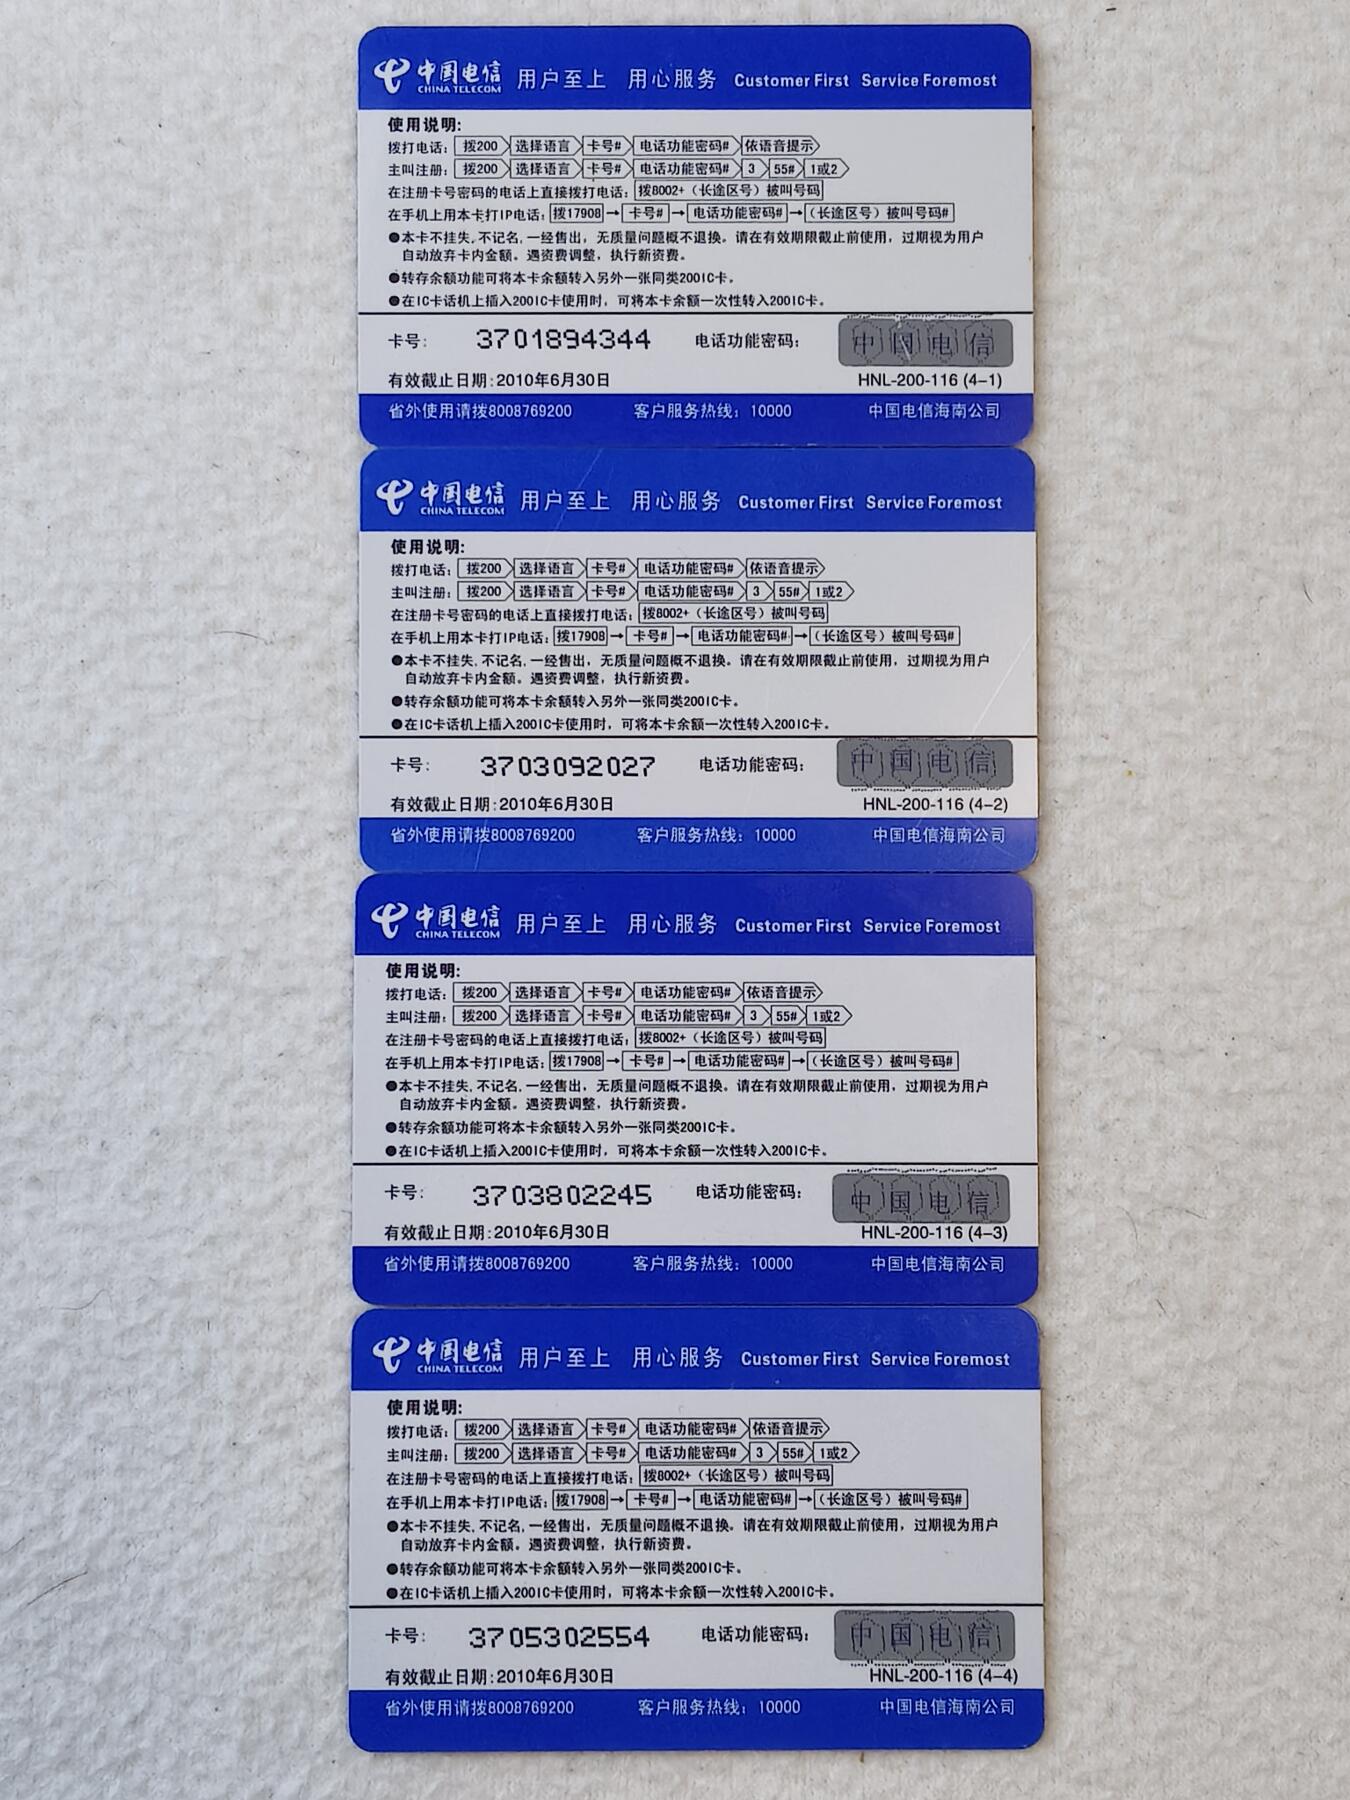 中国电信 用户至上 用心服务 Customer First Service Foremost
CHINA TELECOM
使用说明:
拨打电话: 拨200 选择语言 卡号# 电话功能密码# 依语音提示
主叫注册: 拨200 选择语言 卡号# 电话功能密码# 3 55# 1或2
在注册卡号密码的电话上直接拨打电话: 拨8002+（长途区号）被叫号码
在手机上用本卡打IP电话: 拨17908→卡号#→电话功能密码#→（长途区号）被叫号码#
●本卡不挂失,不记名,一经售出，无质量问题概不退换。请在有效期限截止前使用，过期视为用户
自动放弃卡内金额。遇资费调整，执行新资费。
●转存余额功能可将本卡余额转入另外一张同类200IC卡。
●在IC卡话机上插入200IC卡使用时，可将本卡余额一次性转入200IC卡。
卡号: 3701894344 电话功能密码: 中国电信
有效截止日期:2010年6月30日 HNL-200-116 (4-1)
省外使用请拨8008769200 客户服务热线：10000 中国电信海南公司
中国电信 用户至上 用心服务 Customer First Service Foremost
CHINA TELECOM
使用说明:
拨打电话: 拨200 选择语言 卡号# 电话功能密码# 依语音提示
主叫注册: 拨200 选择语言 卡号# 电话功能密码# 3 55# 1或2
在注册卡号密码的电话上直接拨打电话: 拨8002+（长途区号）被叫号码
在手机上用本卡打IP电话: 拨17908→卡号#→电话功能密码#→（长途区号）被叫号码#
●本卡不挂失,不记名,一经售出，无质量问题概不退换。请在有效期限截止前使用，过期视为用户
自动放弃卡内金额。遇资费调整，执行新资费。
●转存余额功能可将本卡余额转入另外一张同类200IC卡。
●在IC卡话机上插入200IC卡使用时，可将本卡余额一次性转入200IC卡。
卡号: 3703092027 电话功能密码: 中国电信
有效截止日期:2010年6月30日 HNL-200-116 (4-2)
省外使用请拨8008769200 客户服务热线：10000 中国电信海南公司
中国电信 用户至上 用心服务 Customer First Service Foremost
CHINA TELECOM
使用说明:
拨打电话: 拨200 选择语言 卡号# 电话功能密码# 依语音提示
主叫注册: 拨200 选择语言 卡号# 电话功能密码# 3 55# 1或2
在注册卡号密码的电话上直接拨打电话: 拨8002+（长途区号）被叫号码
在手机上用本卡打IP电话: 拨17908→卡号#→电话功能密码#→（长途区号）被叫号码#
●本卡不挂失,不记名,一经售出，无质量问题概不退换。请在有效期限截止前使用，过期视为用户
自动放弃卡内金额。遇资费调整，执行新资费。
●转存余额功能可将本卡余额转入另外一张同类200IC卡。
●在IC卡话机上插入200IC卡使用时，可将本卡余额一次性转入200IC卡。
卡号: 3703802245 电话功能密码: 中国电信
有效截止日期:2010年6月30日 HNL-200-116 (4-3)
省外使用请拨8008769200 客户服务热线：10000 中国电信海南公司
中国电信 用户至上 用心服务 Customer First Service Foremost
CHINA TELECOM
使用说明:
拨打电话: 拨200 选择语言 卡号# 电话功能密码# 依语音提示
主叫注册: 拨200 选择语言 卡号# 电话功能密码# 3 55# 1或2
在注册卡号密码的电话上直接拨打电话: 拨8002+（长途区号）被叫号码
在手机上用本卡打IP电话: 拨17908→卡号#→电话功能密码#→（长途区号）被叫号码#
●本卡不挂失,不记名,一经售出，无质量问题概不退换。请在有效期限截止前使用，过期视为用户
自动放弃卡内金额。遇资费调整，执行新资费。
●转存余额功能可将本卡余额转入另外一张同类200IC卡。
●在IC卡话机上插入200IC卡使用时，可将本卡余额一次性转入200IC卡。
卡号: 3705302554 电话功能密码: 中国电信
有效截止日期:2010年6月30日 HNL-200-116 (4-4)
省外使用请拨8008769200 客户服务热线：10000 中国电信海南公司